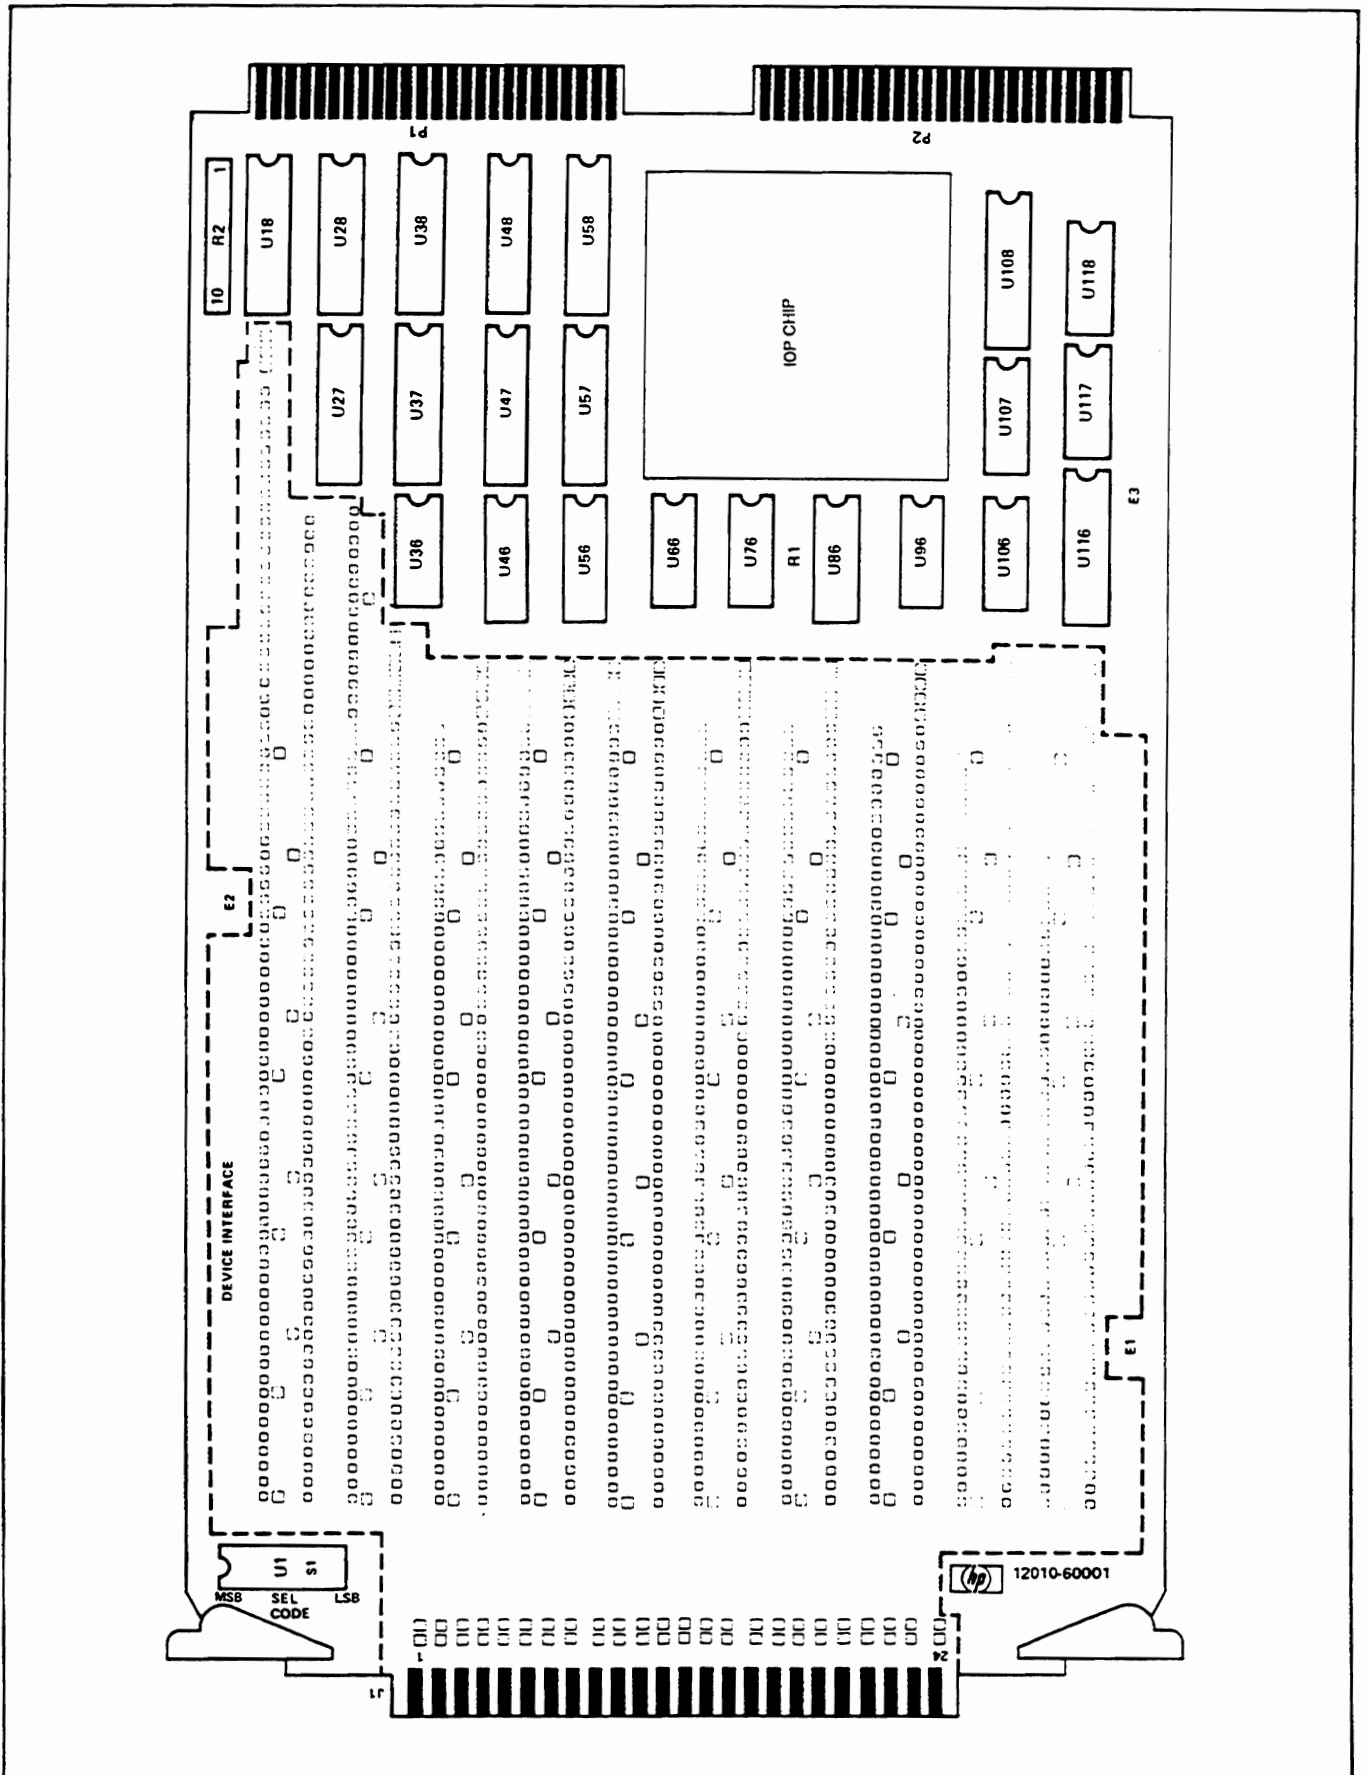 P1
P2
1
R2
10
U18
U28
U38
U48
U58
U108
U118
IOP CHIP
U27
U37
U47
U57
U107
U117
U36
U46
U56
U66
U76
R1
U86
U96
U106
U116
E3
E2
DEVICE INTERFACE
E1
U1
S1
MSB
SEL
CODE
LSB
hp
12010-60001
1
24
J1